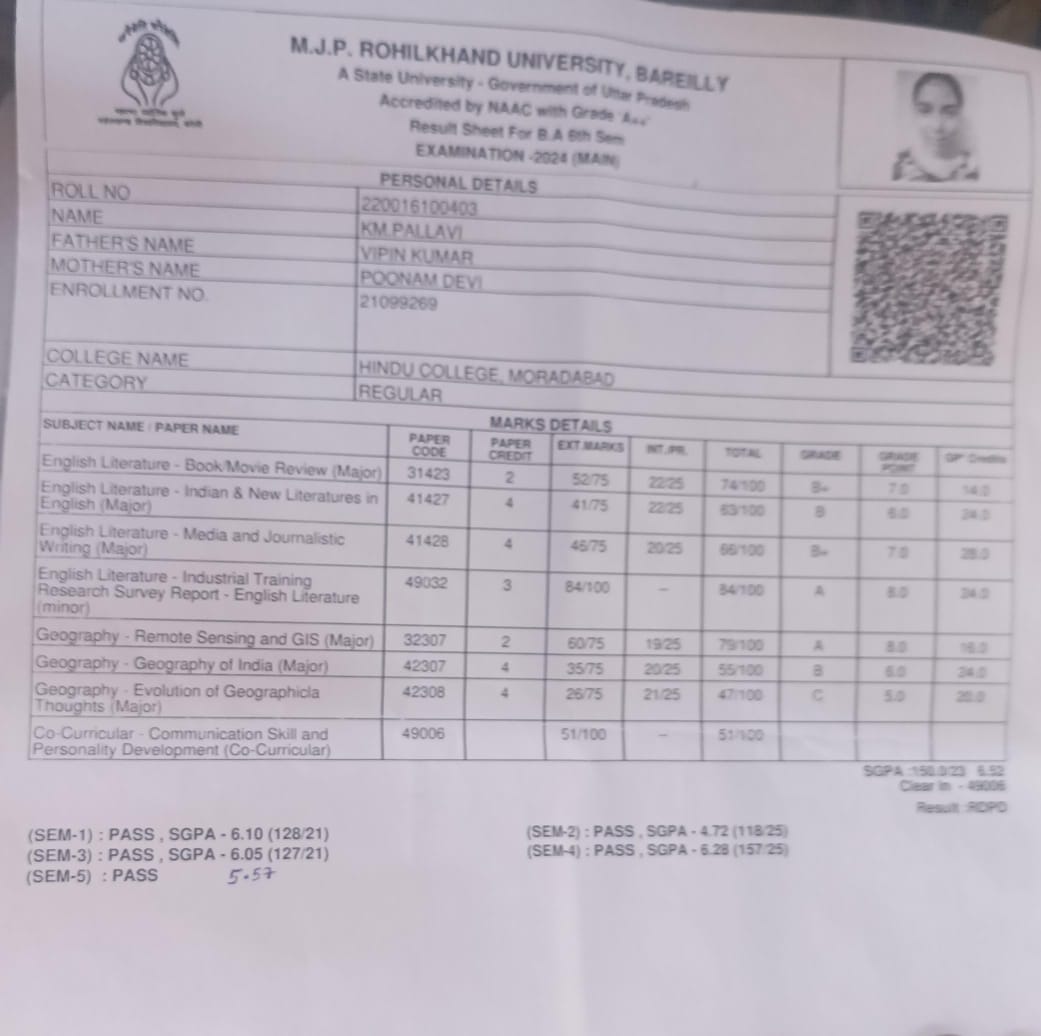 M.J.P. ROHILKHAND UNIVERSITY, BAREILLY
A State University - Government of Uttar Pradesh
Accredited by NAAC with Grade 'A++'
Result Sheet For B.A 6th Sem
EXAMINATION -2024 (MAIN)
PERSONAL DETAILS
ROLL NO 220016100403
NAME KM.PALLAVI
FATHER'S NAME VIPIN KUMAR
MOTHER'S NAME POONAM DEVI
ENROLLMENT NO. 21099269
COLLEGE NAME HINDU COLLEGE, MORADABAD
CATEGORY REGULAR
MARKS DETAILS
SUBJECT NAME / PAPER NAME PAPER CODE PAPER CREDIT EXT.MARKS INT./PR. TOTAL GRADE GRADE POINT GP* Credits
English Literature - Book/Movie Review (Major) 31423 2 52/75 22/25 74/100 B+ 7.0 14.0
English Literature - Indian & New Literatures in
English (Major) 41427 4 41/75 22/25 63/100 B 6.0 24.0
English Literature - Media and Journalistic
Writing (Major) 41428 4 46/75 20/25 66/100 B+ 7.0 28.0
English Literature - Industrial Training
Research Survey Report - English Literature
(minor) 49032 3 84/100 - 84/100 A 8.0 24.0
Geography - Remote Sensing and GIS (Major) 32307 2 60/75 19/25 79/100 A 8.0 16.0
Geography - Geography of India (Major) 42307 4 35/75 20/25 55/100 B 6.0 24.0
Geography - Evolution of Geographicla
Thoughts (Major) 42308 4 26/75 21/25 47/100 C 5.0 20.0
Co-Curricular - Communication Skill and
Personality Development (Co-Curricular) 49006 51/100 - 51/100
SGPA :150.0/23 6.52
Clear In - 49006
Result :RDPD
(SEM-1) : PASS , SGPA - 6.10 (128/21) (SEM-2) : PASS , SGPA - 4.72 (118/25)
(SEM-3) : PASS , SGPA - 6.05 (127/21) (SEM-4) : PASS , SGPA - 6.28 (157/25)
(SEM-5) : PASS 5.57